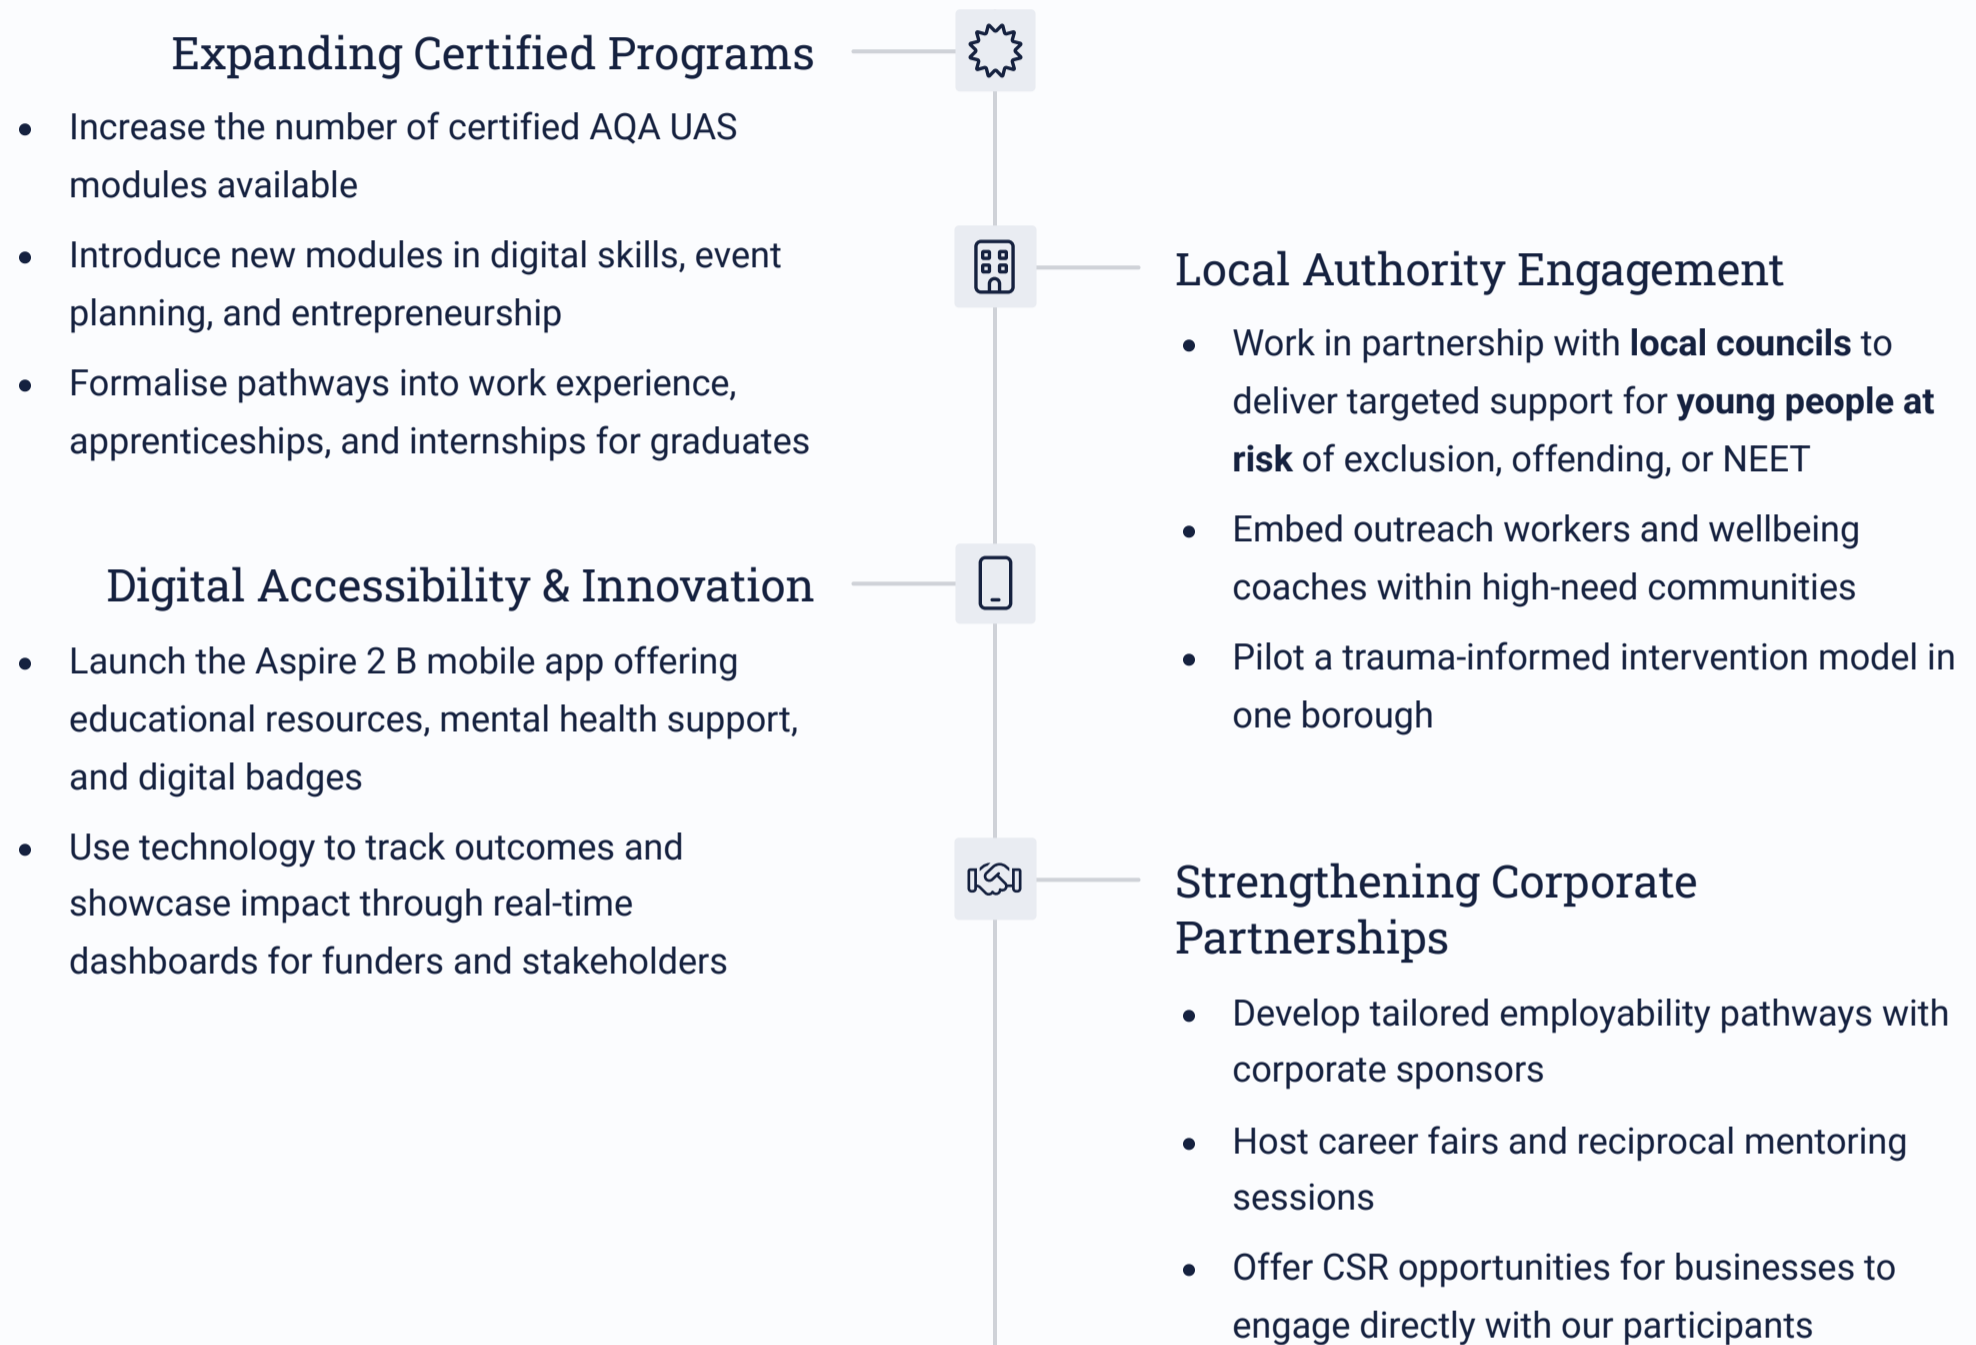 Expanding Certified Programs
• Increase the number of certified AQA UAS
modules available
• Introduce new modules in digital skills, event
planning, and entrepreneurship
• Formalise pathways into work experience,
apprenticeships, and internships for graduates
Local Authority Engagement
• Work in partnership with local councils to
deliver targeted support for young people at
risk of exclusion, offending, or NEET
• Embed outreach workers and wellbeing
coaches within high-need communities
• Pilot a trauma-informed intervention model in
one borough
Digital Accessibility & Innovation
• Launch the Aspire 2 B mobile app offering
educational resources, mental health support,
and digital badges
• Use technology to track outcomes and
showcase impact through real-time
dashboards for funders and stakeholders
Strengthening Corporate
Partnerships
• Develop tailored employability pathways with
corporate sponsors
• Host career fairs and reciprocal mentoring
sessions
• Offer CSR opportunities for businesses to
engage directly with our participants